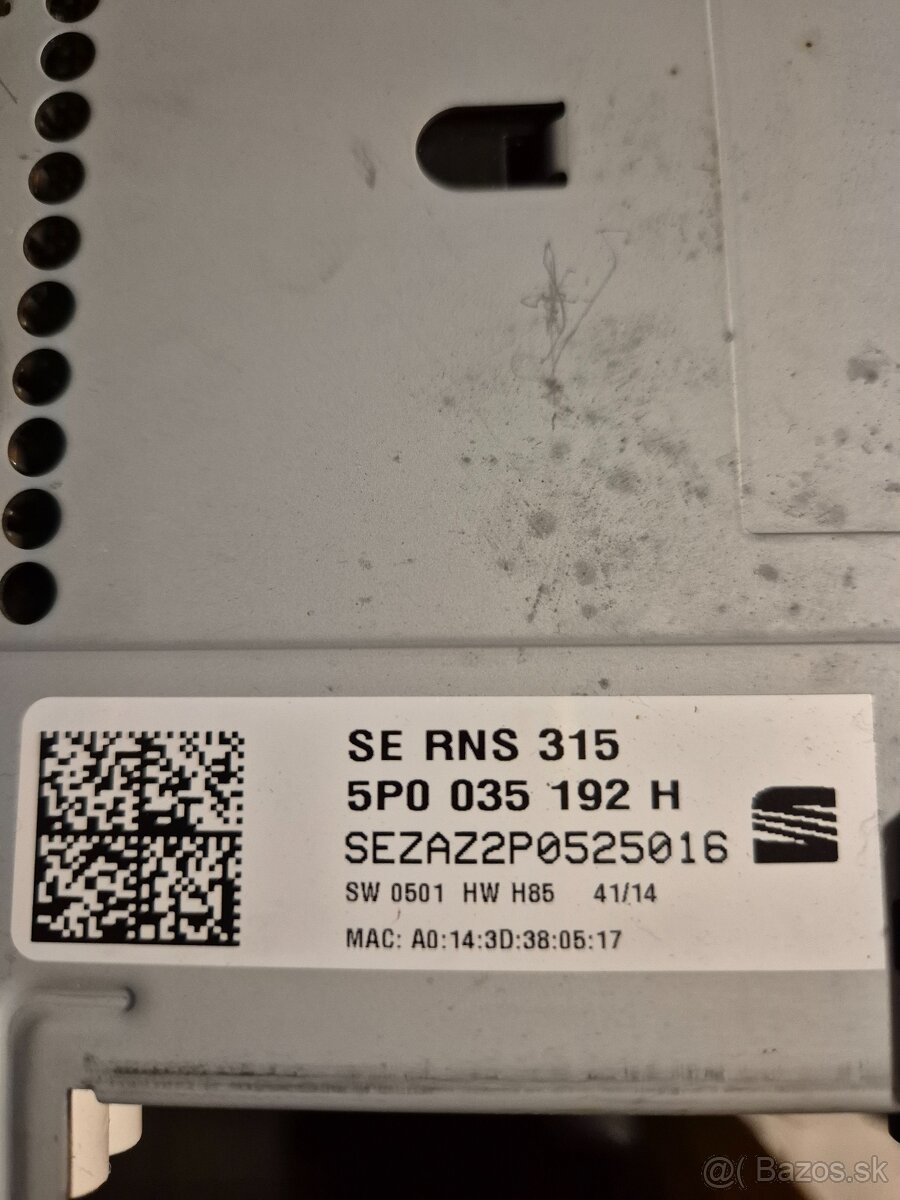 SE RNS 315
5P0 035 192 H
SEZAZ2P0525016
SW 0501 HW H85 41/14
MAC: A0:14:3D:38:05:17
@( Bazos.sk